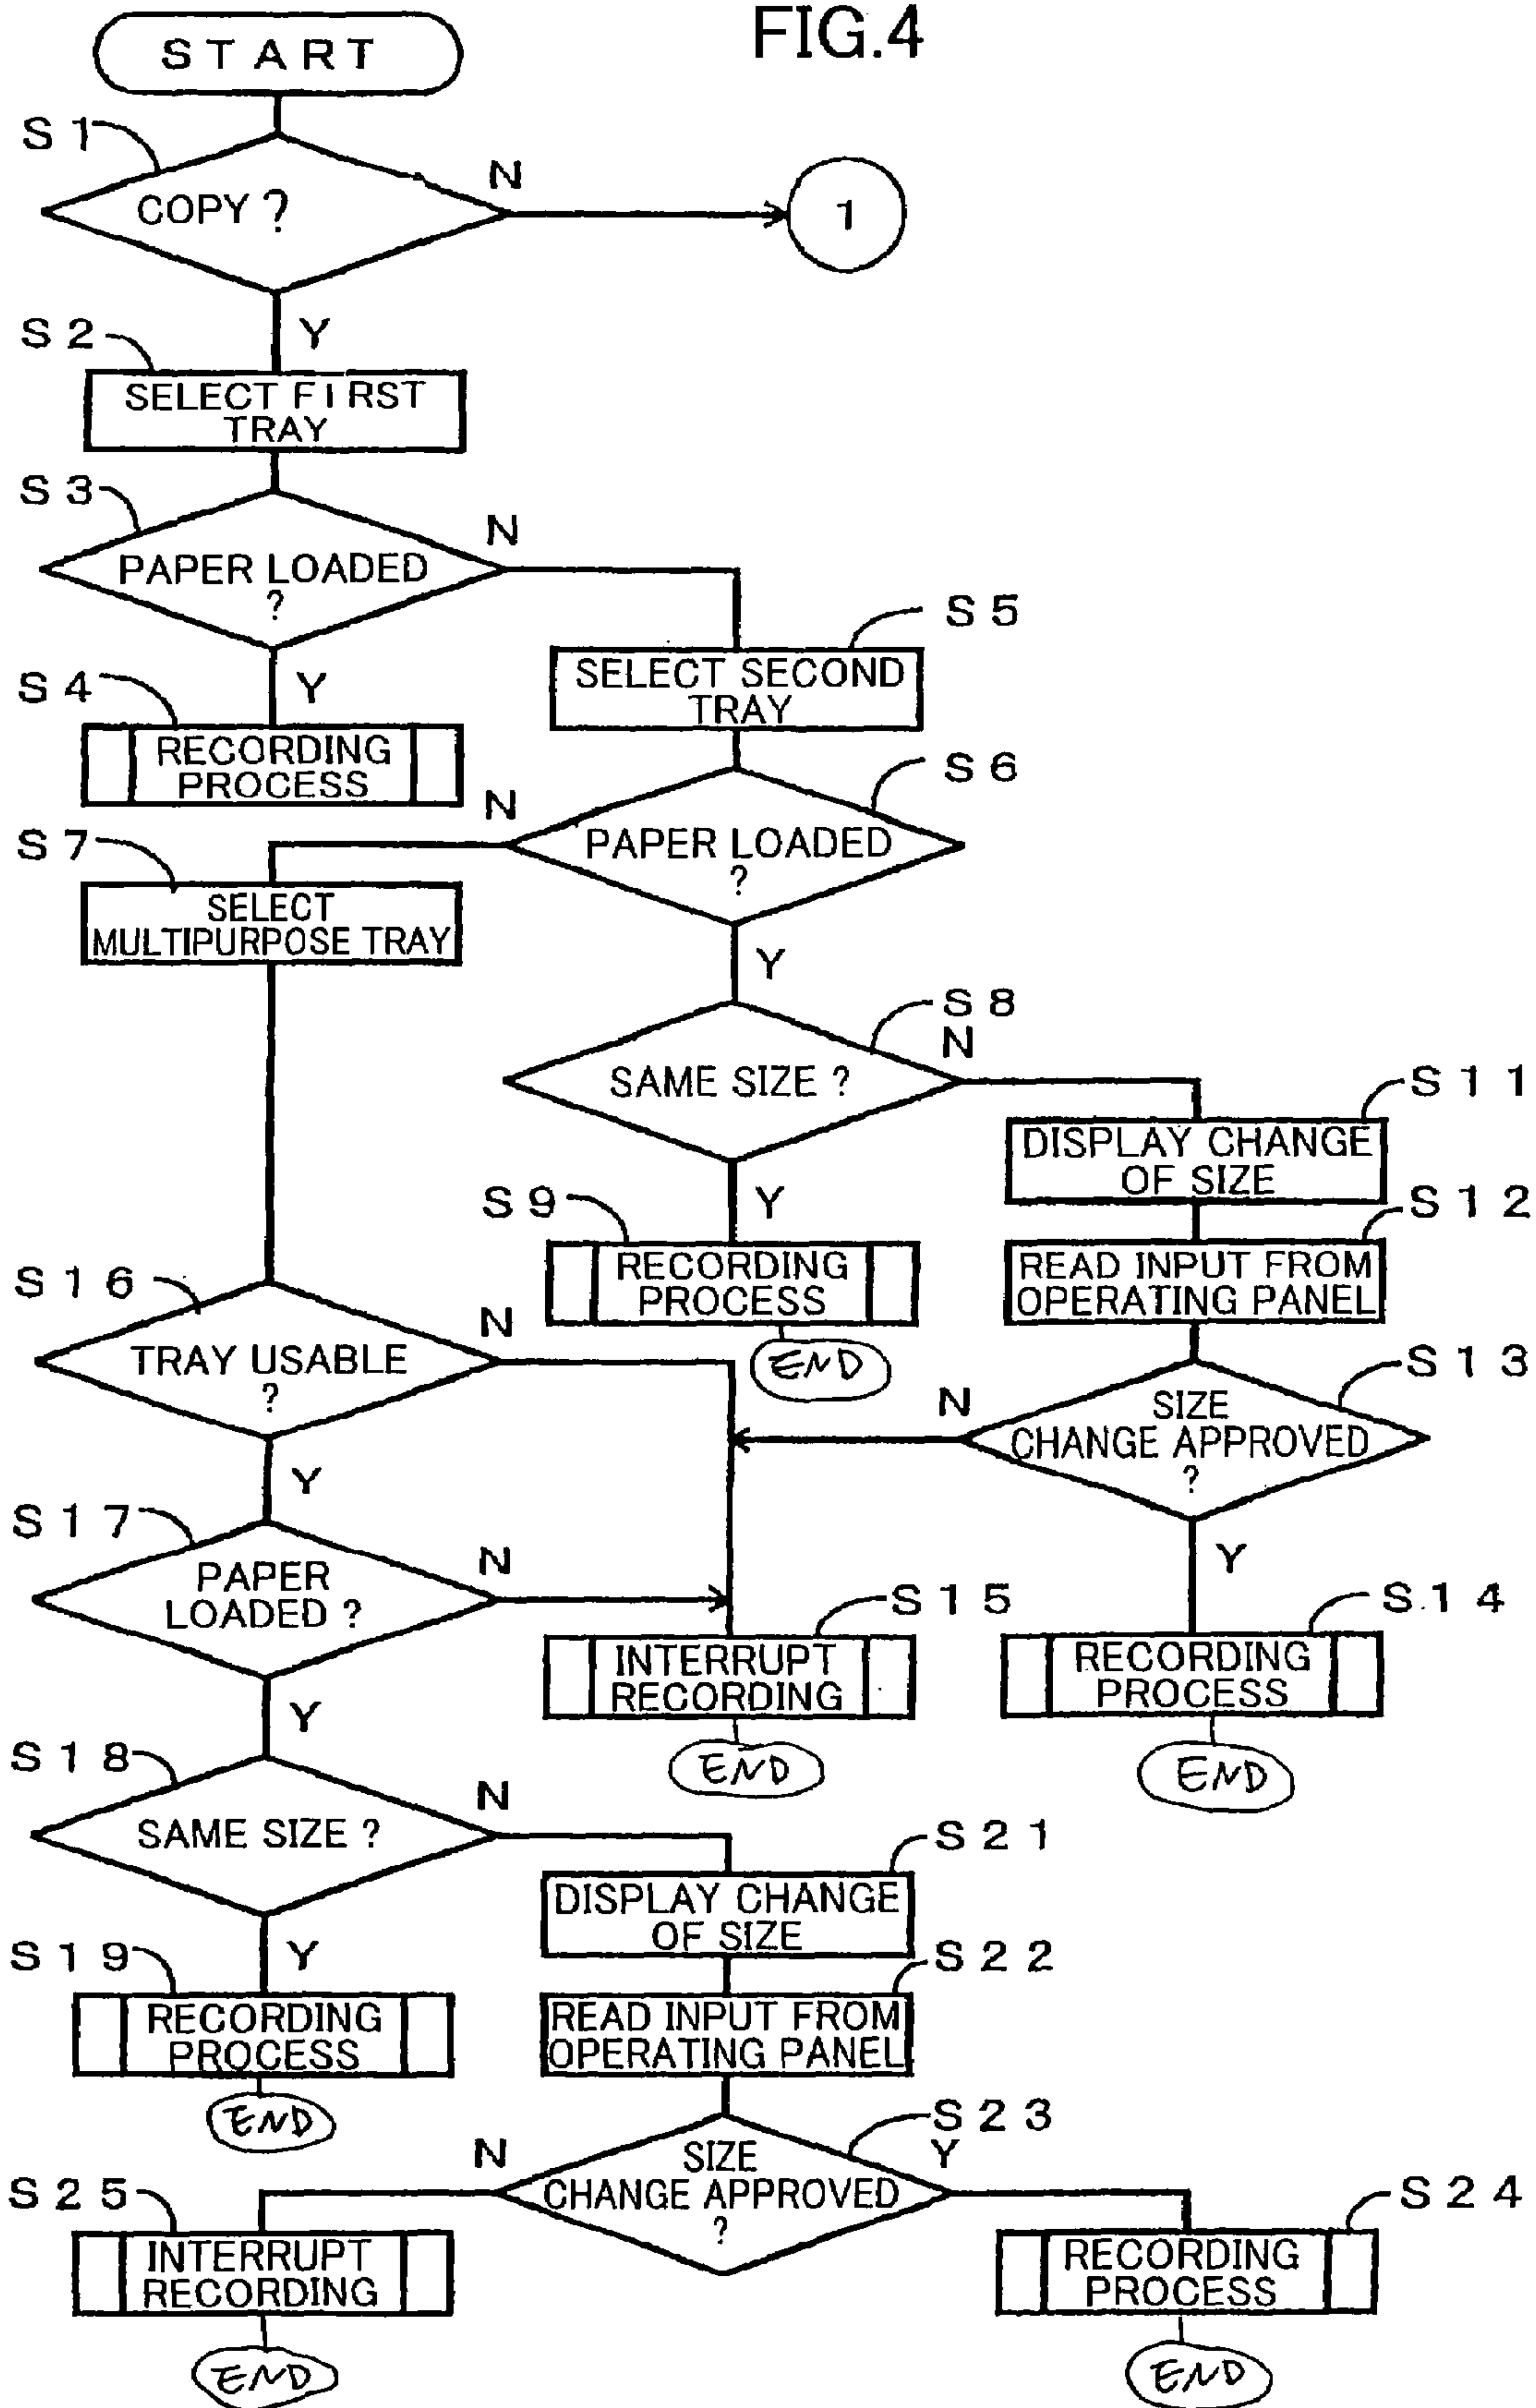 FIG.4
START
S1
COPY?
N
1
Y
S2
SELECT FIRST
TRAY
S3
PAPER LOADED
?
N
Y
S4
RECORDING
PROCESS
S5
SELECT SECOND
TRAY
S6
PAPER LOADED
?
N
Y
S7
SELECT
MULTIPURPOSE TRAY
S8
SAME SIZE ?
N
Y
S9
RECORDING
PROCESS
END
S11
DISPLAY CHANGE
OF SIZE
S12
READ INPUT FROM
OPERATING PANEL
S13
SIZE
CHANGE APPROVED
?
N
Y
S14
RECORDING
PROCESS
END
S16
TRAY USABLE
?
N
Y
S17
PAPER
LOADED ?
N
Y
S15
INTERRUPT
RECORDING
END
S18
SAME SIZE ?
N
Y
S19
RECORDING
PROCESS
END
S21
DISPLAY CHANGE
OF SIZE
S22
READ INPUT FROM
OPERATING PANEL
S23
SIZE
CHANGE APPROVED
?
N
Y
S25
INTERRUPT
RECORDING
END
S24
RECORDING
PROCESS
END